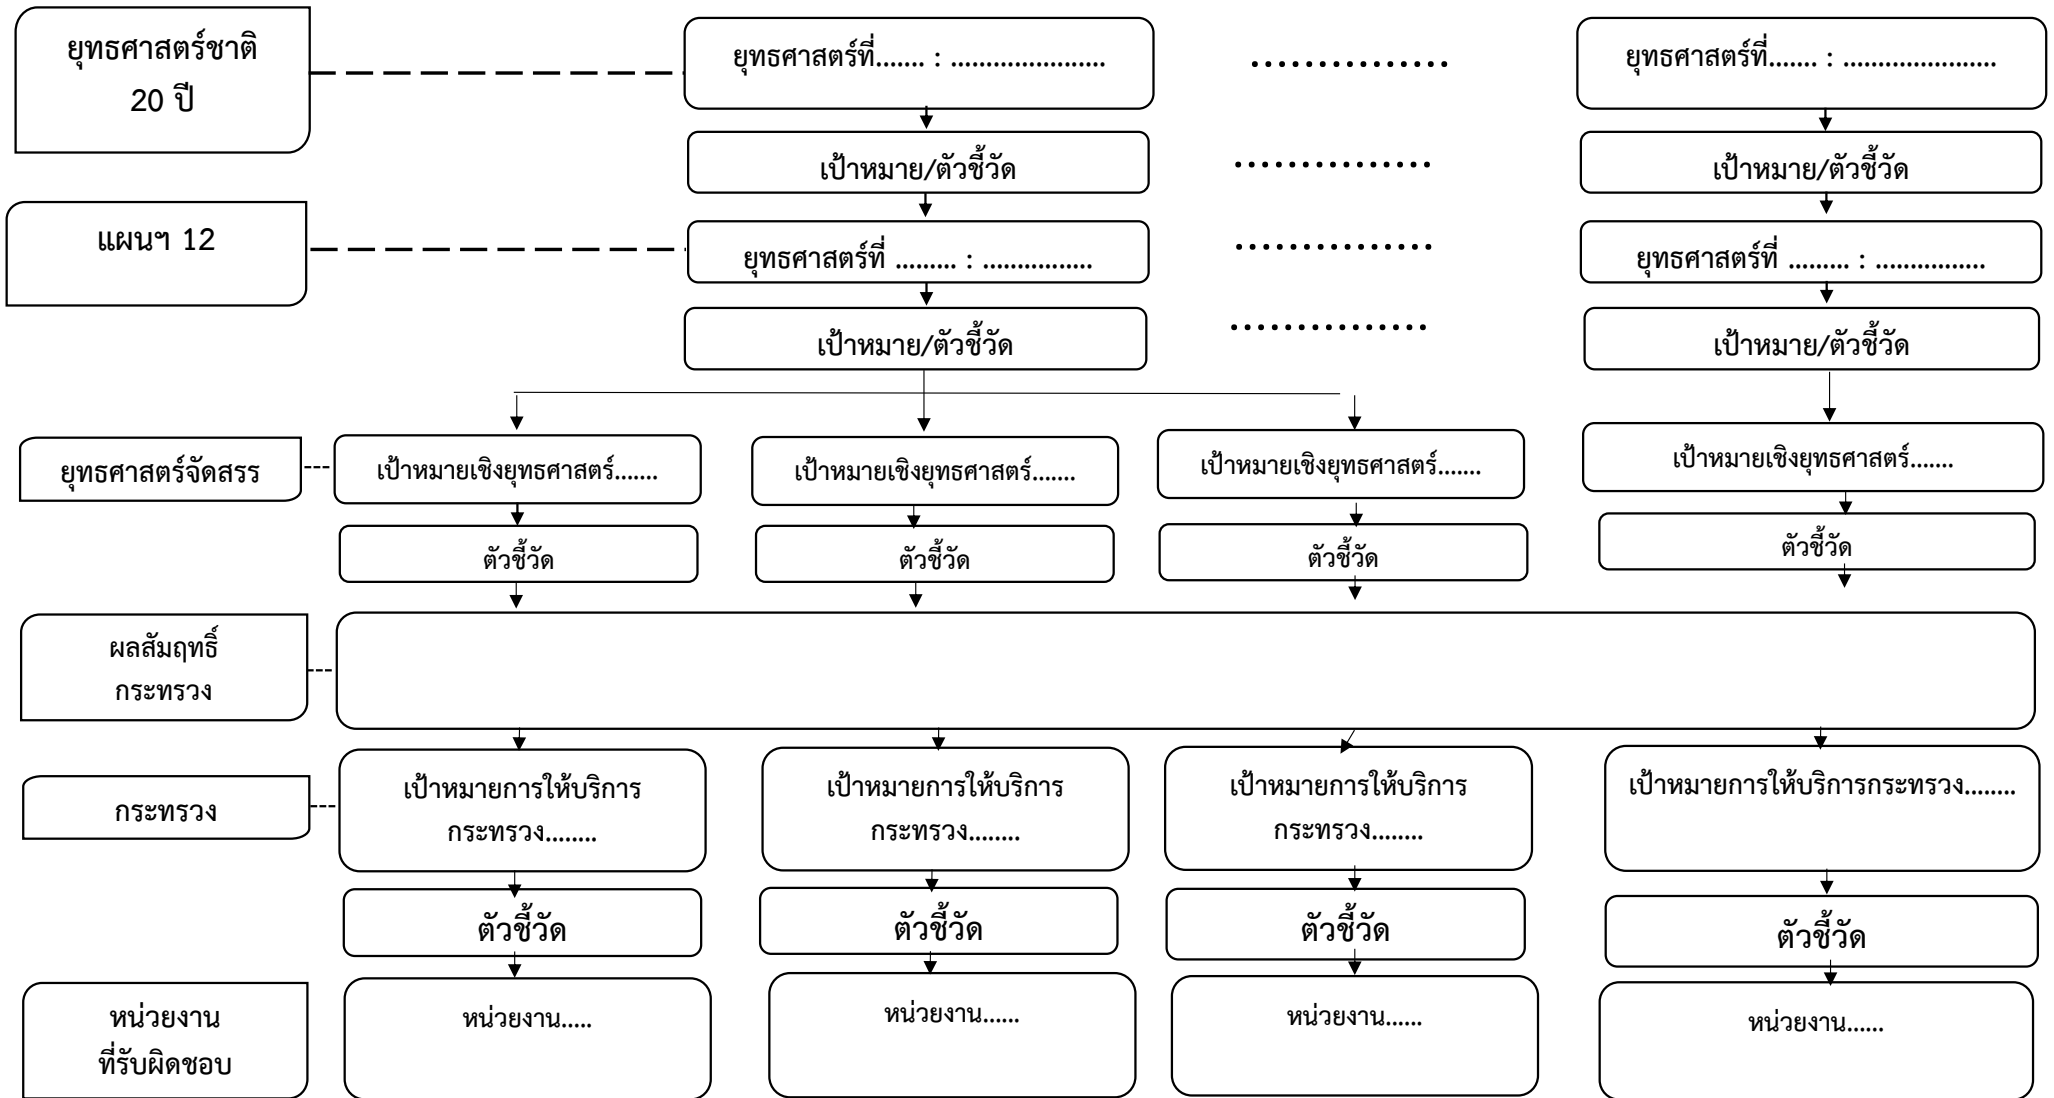 ยุทธศาสตร์ชาติ
20 ปี
ยุทธศาสตร์ที่....... : ......................
...............
ยุทธศาสตร์ที่....... : ......................
เป้าหมาย/ตัวชี้วัด
...............
เป้าหมาย/ตัวชี้วัด
แผนฯ 12
ยุทธศาสตร์ที่ ......... : ................
...............
ยุทธศาสตร์ที่ ......... : ................
เป้าหมาย/ตัวชี้วัด
...............
เป้าหมาย/ตัวชี้วัด
ยุทธศาสตร์จัดสรร
เป้าหมายเชิงยุทธศาสตร์.......
เป้าหมายเชิงยุทธศาสตร์.......
เป้าหมายเชิงยุทธศาสตร์.......
เป้าหมายเชิงยุทธศาสตร์.......
ตัวชี้วัด
ตัวชี้วัด
ตัวชี้วัด
ตัวชี้วัด
ผลสัมฤทธิ์
กระทรวง
กระทรวง
เป้าหมายการให้บริการ
กระทรวง........
เป้าหมายการให้บริการ
กระทรวง........
เป้าหมายการให้บริการ
กระทรวง........
เป้าหมายการให้บริการกระทรวง........
ตัวชี้วัด
ตัวชี้วัด
ตัวชี้วัด
ตัวชี้วัด
หน่วยงาน
ที่รับผิดชอบ
หน่วยงาน.....
หน่วยงาน......
หน่วยงาน......
หน่วยงาน......